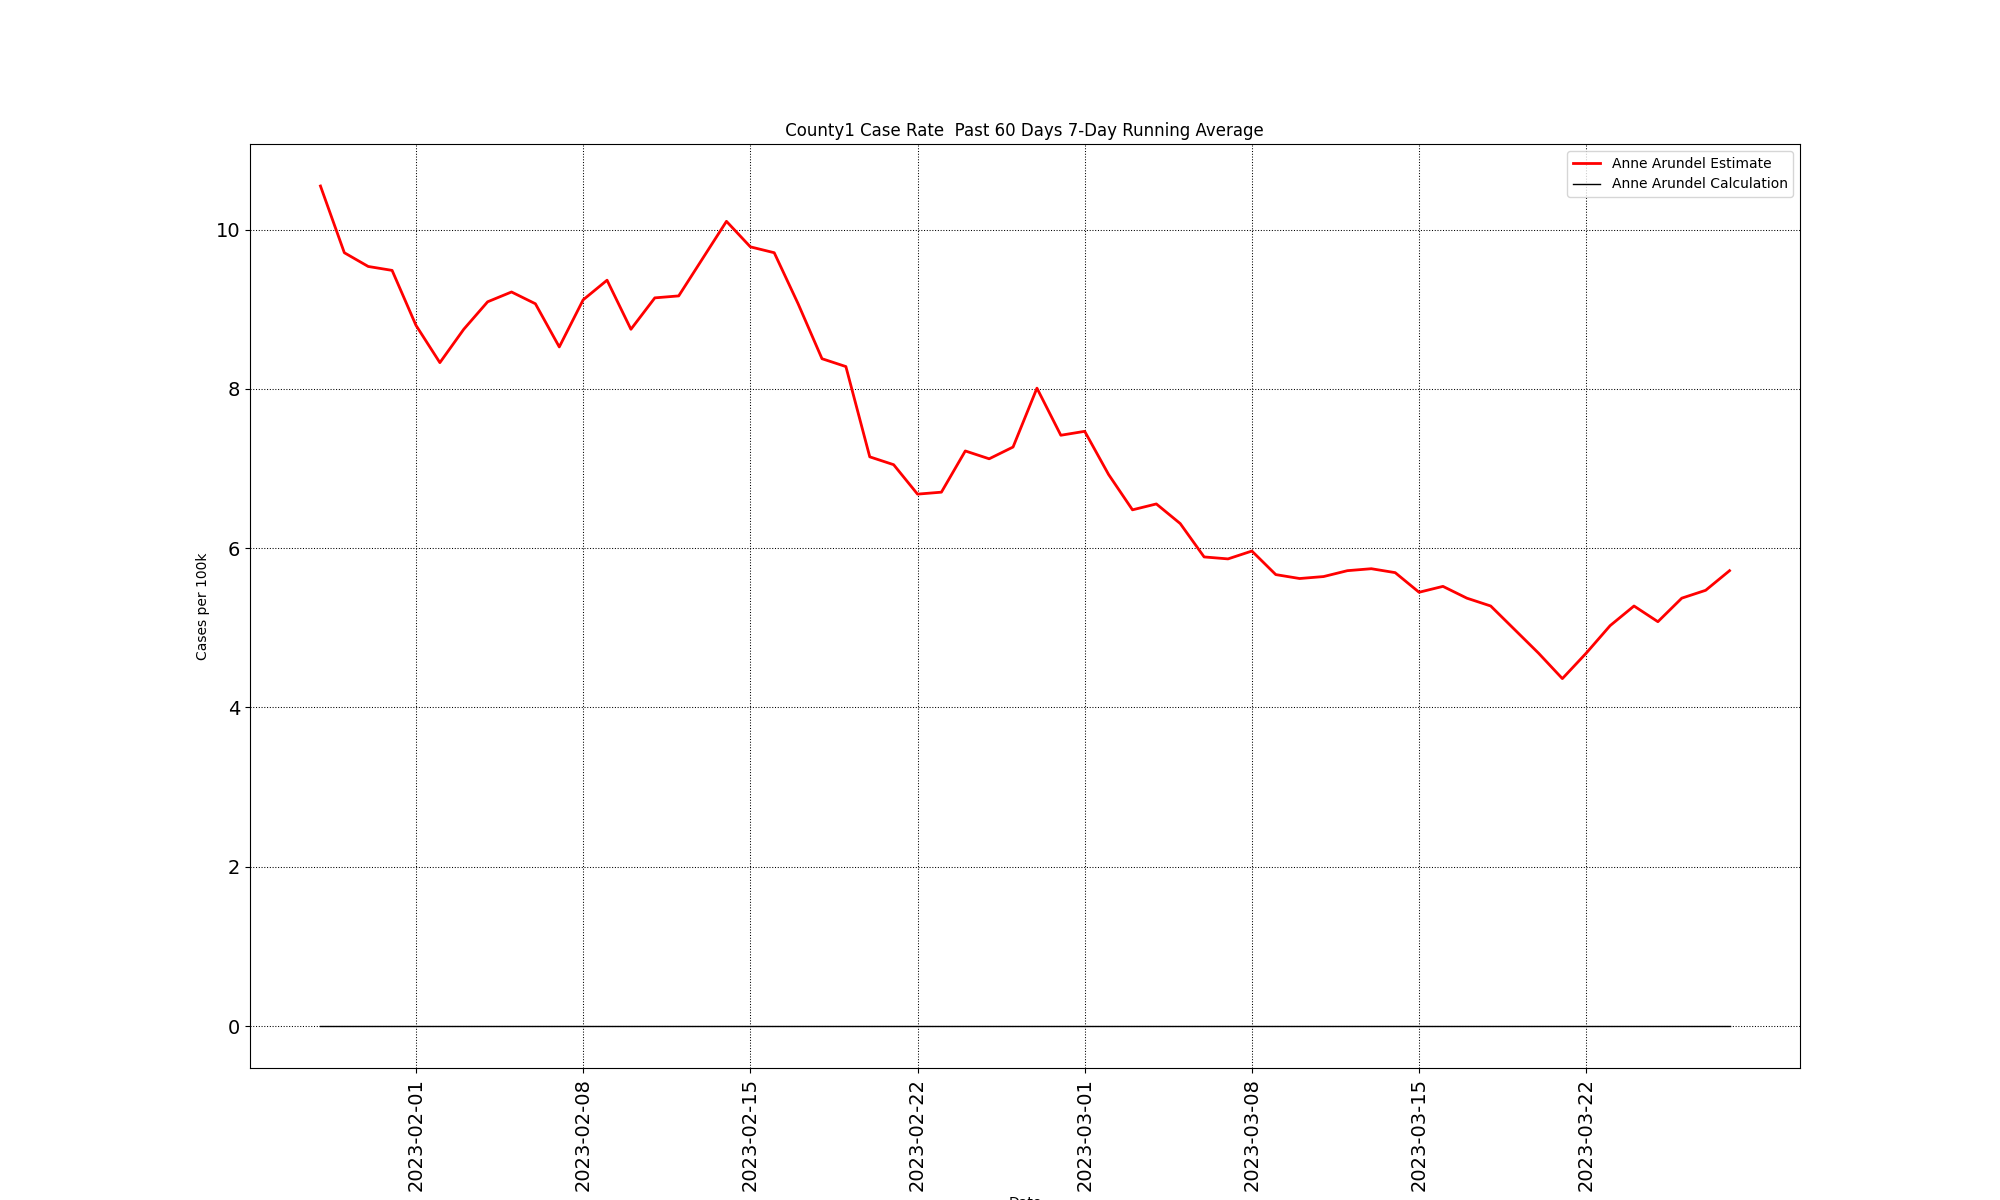 County1 Case Rate  Past 60 Days 7-Day Running Average
Anne Arundel Estimate
Anne Arundel Calculation
Cases per 100k
10
8
6
4
2
0
2023-02-01
2023-02-08
2023-02-15
2023-02-22
2023-03-01
2023-03-08
2023-03-15
2023-03-22
Date